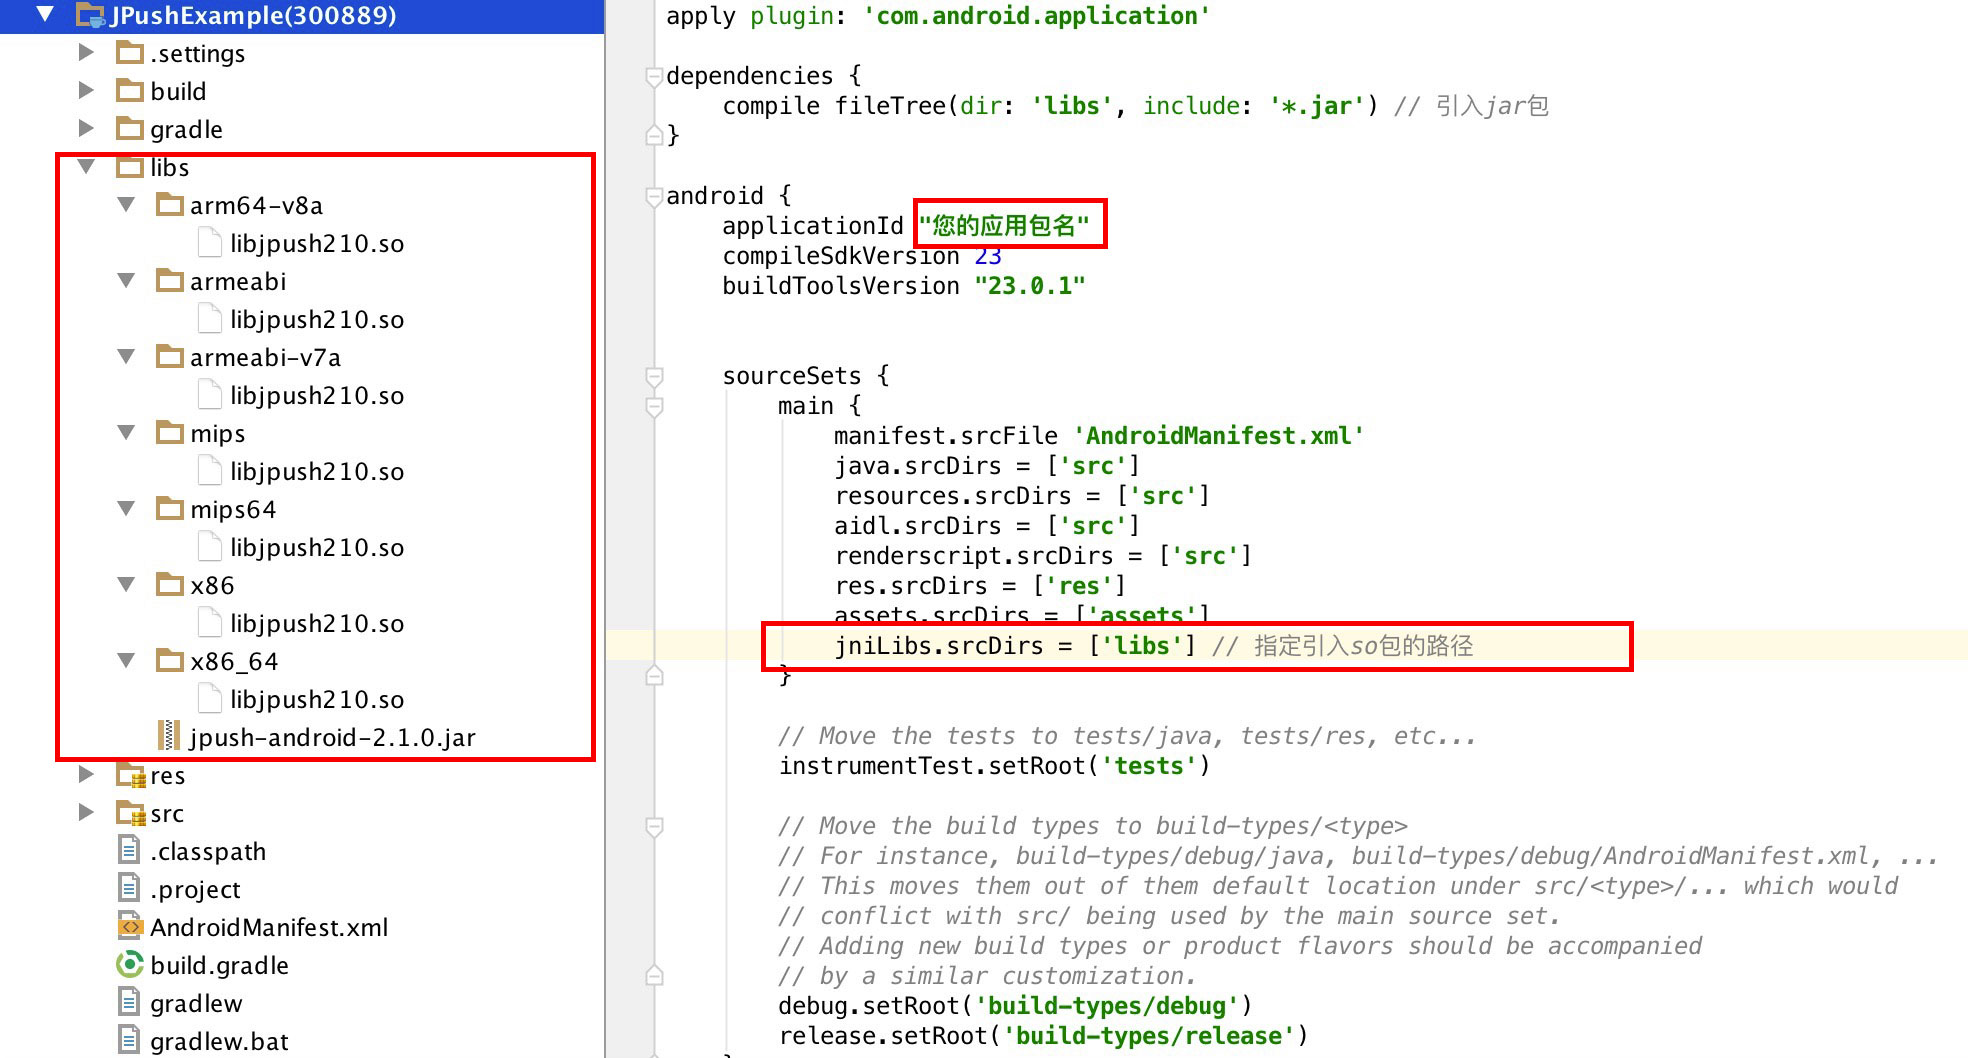 JPushExample(300889)
.settings
build
gradle
libs
arm64-v8a
libjpush210.so
armeabi
libjpush210.so
armeabi-v7a
libjpush210.so
mips
libjpush210.so
mips64
libjpush210.so
x86
libjpush210.so
x86_64
libjpush210.so
jpush-android-2.1.0.jar
res
src
.classpath
.project
AndroidManifest.xml
build.gradle
gradlew
gradlew.bat
apply plugin: 'com.android.application'
dependencies {
compile fileTree(dir: 'libs', include: '*.jar') // 引入jar包
}
android {
applicationId "您的应用包名"
compileSdkVersion 23
buildToolsVersion "23.0.1"
sourceSets {
main {
manifest.srcFile 'AndroidManifest.xml'
java.srcDirs = ['src']
resources.srcDirs = ['src']
aidl.srcDirs = ['src']
renderscript.srcDirs = ['src']
res.srcDirs = ['res']
assets.srcDirs = ['assets']
jniLibs.srcDirs = ['libs'] // 指定引入so包的路径
}
// Move the tests to tests/java, tests/res, etc...
instrumentTest.setRoot('tests')
// Move the build types to build-types/<type>
// For instance, build-types/debug/java, build-types/debug/AndroidManifest.xml, ...
// This moves them out of them default location under src/<type>/... which would
// conflict with src/ being used by the main source set.
// Adding new build types or product flavors should be accompanied
// by a similar customization.
debug.setRoot('build-types/debug')
release.setRoot('build-types/release')